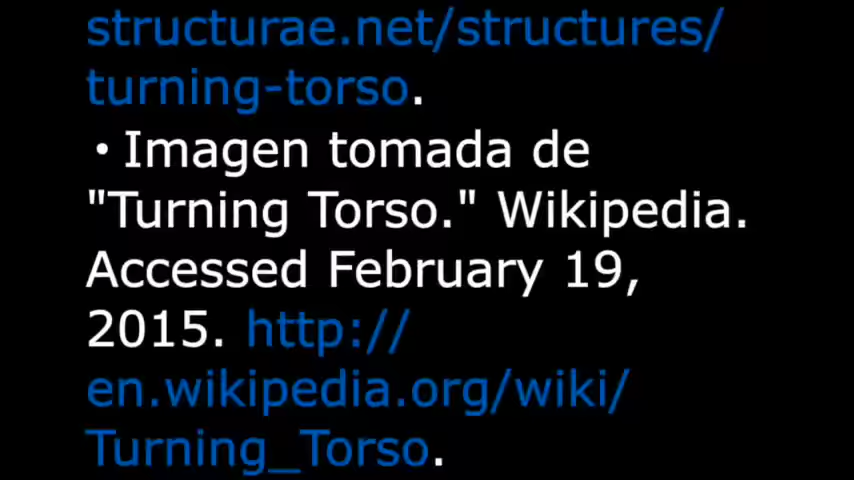 structurae.net/structures/
turning-torso.
• Imagen tomada de
"Turning Torso." Wikipedia.
Accessed February 19,
2015. http://
en.wikipedia.org/wiki/
Turning_Torso.